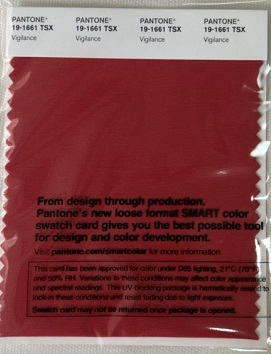 PANTONE® PANTONE® PANTONE® PANTONE®
19-1661 TSX 19-1661 TSX 19-1661 TSX 19-1661 TSX
Vigilance Vigilance Vigilance Vigilance
From design through production.
Pantone's new loose format SMART color
swatch card gives you the best possible tool
for design and color development.
Visit pantone.com/smartcolor for more information.
This card has been approved for color under D65 lighting, 21°C (70°F)
and 50% RH. Variations to these conditions may affect color appearance
and spectral readings. This UV-blocking package is hermetically sealed to
lock-in these conditions and resist fading due to light exposure.
Swatch card may not be returned once package is opened.